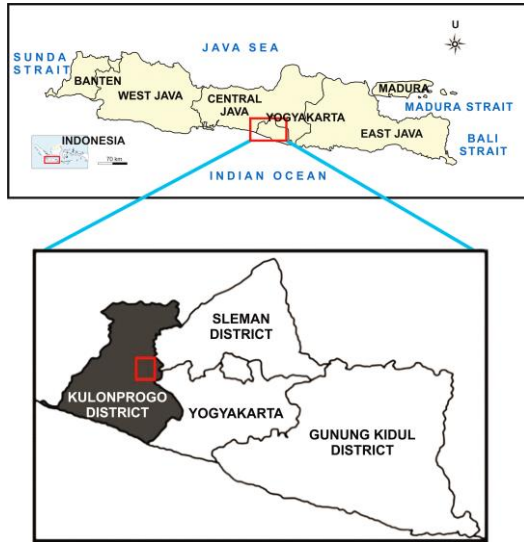 U
JAVA SEA
SUNDA
STRAIT
BANTEN
WEST JAVA
CENTRAL
JAVA
YOGYAKARTA
MADURA
MADURA STRAIT
EAST JAVA
BALI
STRAIT
INDONESIA
70 km
INDIAN OCEAN
SLEMAN
DISTRICT
KULONPROGO
DISTRICT
YOGYAKARTA
GUNUNG KIDUL
DISTRICT